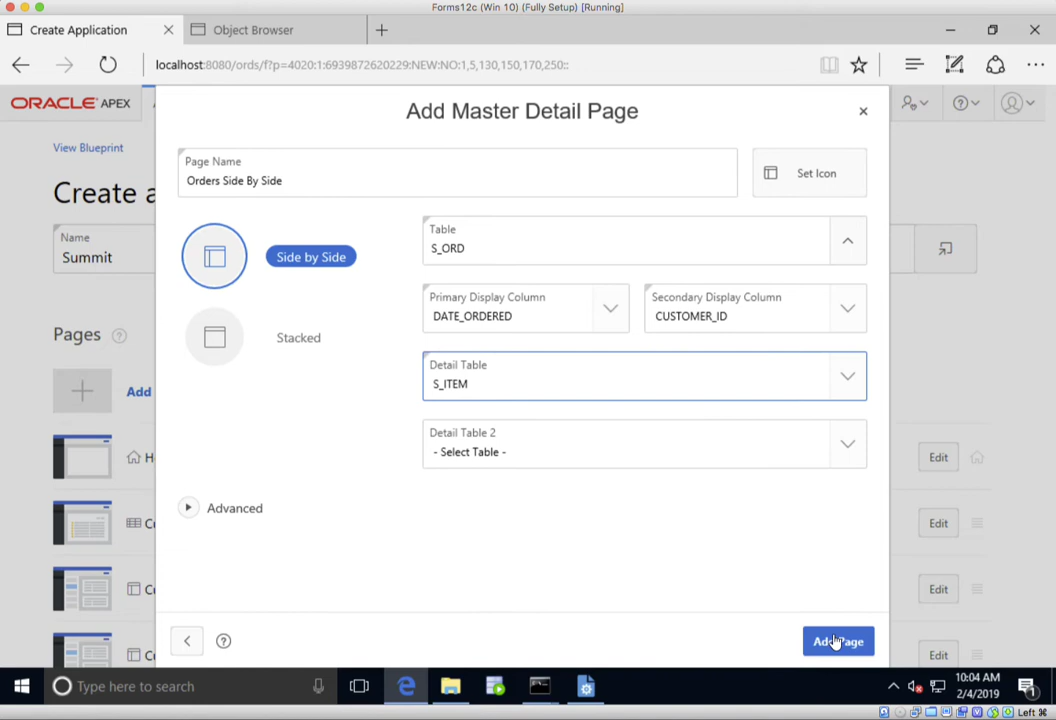 Forms12c (Win 10) (Fully Setup) [Running]
Create Application
Object Browser
localhost:8080/ords/f?p=4020:1:6939872620229:NEW:NO:1,5,130,150,170,250::
ORACLE APEX
Add Master Detail Page
View Blueprint
Page Name
Orders Side By Side
Set Icon
Create a
Name
Summit
Side by Side
Table
S_ORD
Primary Display Column
DATE_ORDERED
Secondary Display Column
CUSTOMER_ID
Pages
Stacked
Detail Table
S_ITEM
Add
Detail Table 2
- Select Table -
H
Edit
Advanced
Edit
Edit
Edit
Add Page
Type here to search
10:04 AM
2/4/2019
1
Left ⌘